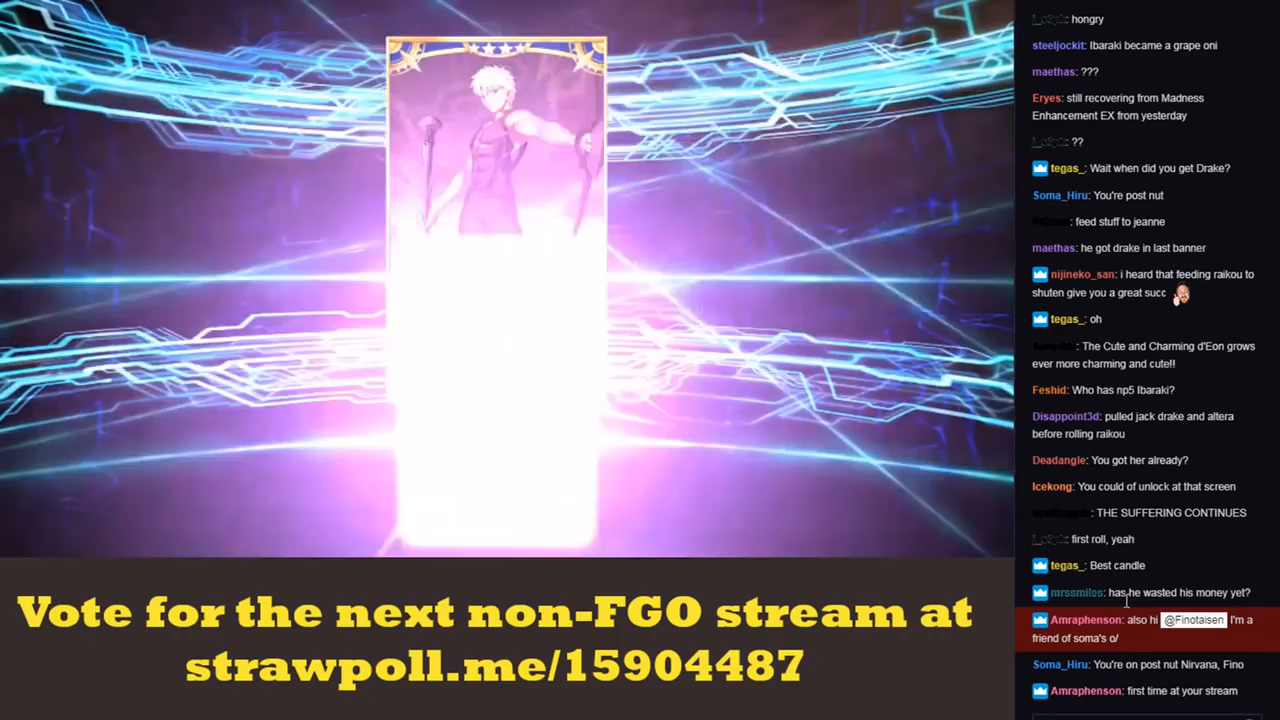 : hongry
steeljockit: Ibaraki became a grape oni
maethas: ???
Eryes: still recovering from Madness
Enhancement EX from yesterday
: ??
tegas_: Wait when did you get Drake?
Soma_Hiru: You're post nut
: feed stuff to jeanne
maethas: he got drake in last banner
nijineko_san: i heard that feeding raikou to
shuten give you a great succ
tegas_: oh
: The Cute and Charming d'Eon grows
ever more charming and cute!!
Feshid: Who has np5 Ibaraki?
Disappoint3d: pulled jack drake and altera
before rolling raikou
Deadangle: You got her already?
Icekong: You could of unlock at that screen
: THE SUFFERING CONTINUES
: first roll, yeah
tegas_: Best candle
mrssmiles: has he wasted his money yet?
Amraphenson: also hi @Finotaisen I'm a
friend of soma's o/
Soma_Hiru: You're on post nut Nirvana, Fino
Amraphenson: first time at your stream
Vote for the next non-FGO stream at
strawpoll.me/15904487